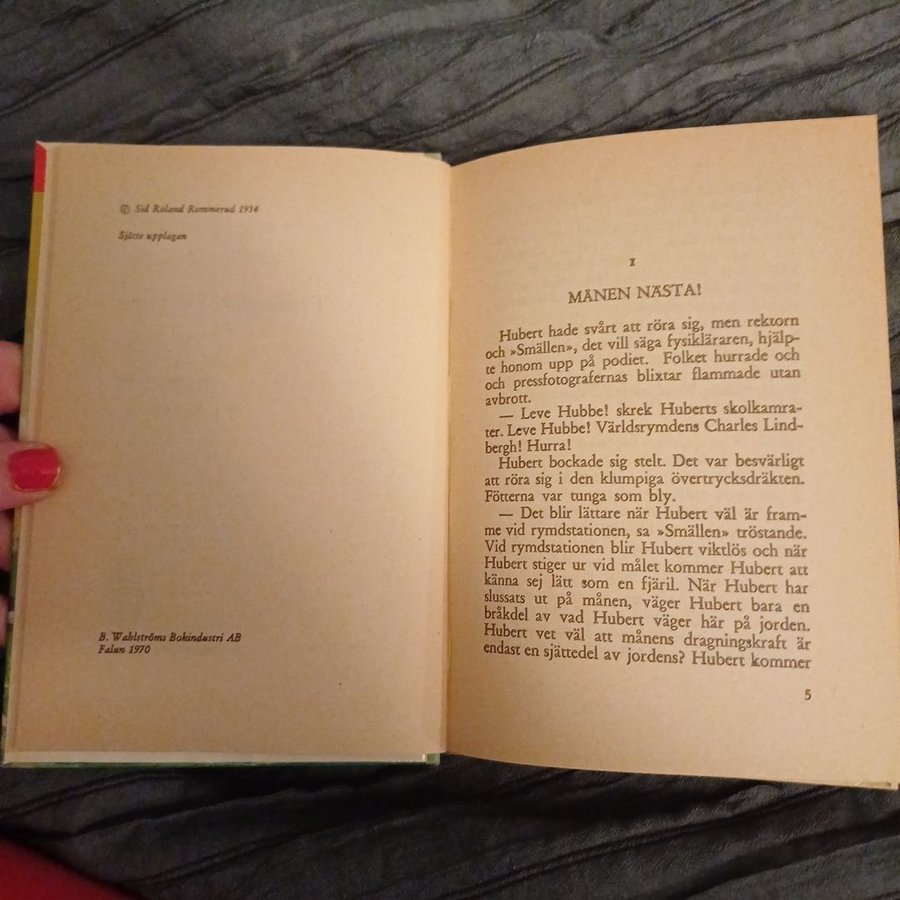 © Sid Roland Rommerud 1954
Sjätte upplagan
B. Wahlströms Bokindustri AB
Falun 1970
I
MÅNEN NÄSTA!
Hubert hade svårt att röra sig, men rektorn
och »Smällen», det vill säga fysikläraren, hjälp-
te honom upp på podiet. Folket hurrade och
och pressfotografernas blixtar flammade utan
avbrott.
— Leve Hubbe! skrek Huberts skolkamra-
ter. Leve Hubbe! Världsrymdens Charles Lind-
bergh! Hurra!
Hubert bockade sig stelt. Det var besvärligt
att röra sig i den klumpiga övertrycksdräkten.
Fötterna var tunga som bly.
— Det blir lättare när Hubert väl är fram-
me vid rymdstationen, sa »Smällen» tröstande.
Vid rymdstationen blir Hubert viktlös och när
Hubert stiger ur vid målet kommer Hubert att
känna sej lätt som en fjäril. När Hubert har
slussats ut på månen, väger Hubert bara en
bråkdel av vad Hubert väger här på jorden.
Hubert vet väl att månens dragningskraft är
endast en sjättedel av jordens? Hubert kommer
5